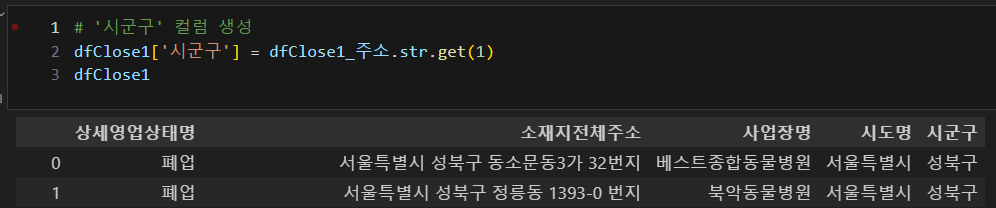 1 # '시군구' 컬럼 생성
2 dfClose1['시군구'] = dfClose1_주소.str.get(1)
3 dfClose1
상세영업상태명 소재지전체주소 사업장명 시도명 시군구
0 폐업 서울특별시 성북구 동소문동3가 32번지 베스트종합동물병원 서울특별시 성북구
1 폐업 서울특별시 성북구 정릉동 1393-0 번지 북악동물병원 서울특별시 성북구